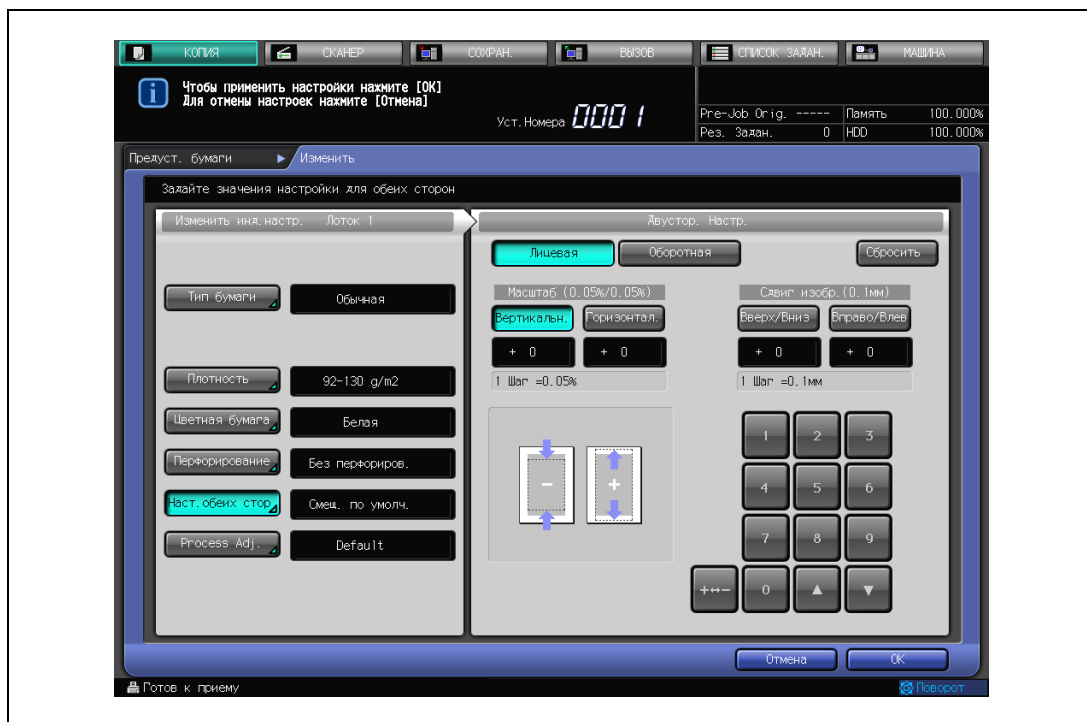 КОПИЯ СКАНЕР СОХРАН. ВЫЗОВ СПИСОК ЗАДАН. МАШИНА
Чтобы применить настройки нажмите [OK]
Для отмены настроек нажмите [Отмена]
Уст. Номера 0001
Pre-Job Orig. ----- Память 100.000%
Рез. Задан. 0 HDD 100.000%
Предуст. бумаги Изменить
Задайте значения настройки для обеих сторон
Изменить инд.настр. Лоток 1
Двустор. Настр.
Лицевая Оборотная Сбросить
Тип бумаги Обычная
Масштаб (0.05%/0.05%) Сдвиг изобр.(0.1мм)
Вертикальн. Горизонтал. Вверх/Вниз Вправо/Влев
+ 0 + 0 + 0 + 0
1 Шаг =0.05% 1 Шаг =0.1мм
Плотность 92-130 g/m2
Цветная бумага Белая
Перфорирование Без перфориров.
Наст.обеих стор. Смещ. по умолч.
Process Adj. Default
- +
1 2 3
4 5 6
7 8 9
+↔- 0 ▲ ▼
Отмена OK
Готов к приему Поворот